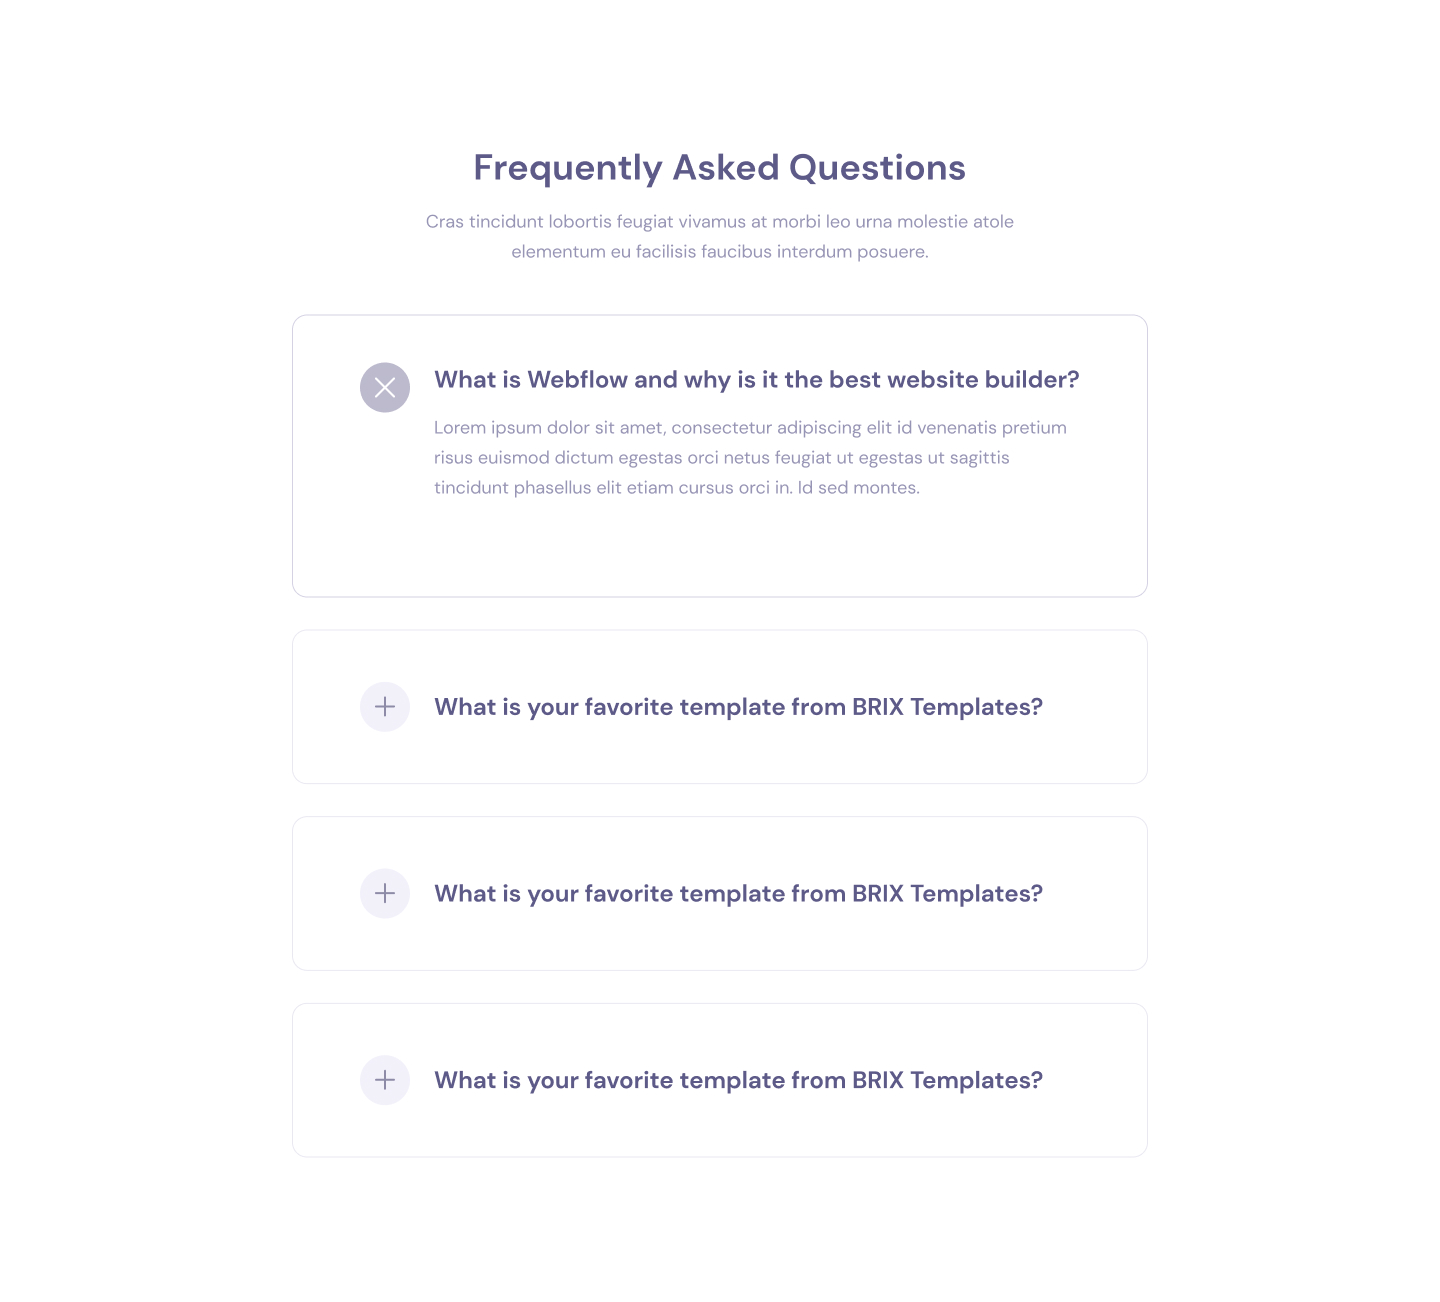 Frequently Asked Questions
Cras tincidunt lobortis feugiat vivamus at morbi leo urna molestie atole
elementum eu facilisis faucibus interdum posuere.
What is Webflow and why is it the best website builder?
Lorem ipsum dolor sit amet, consectetur adipiscing elit id venenatis pretium
risus euismod dictum egestas orci netus feugiat ut egestas ut sagittis
tincidunt phasellus elit etiam cursus orci in. Id sed montes.
What is your favorite template from BRIX Templates?
What is your favorite template from BRIX Templates?
What is your favorite template from BRIX Templates?